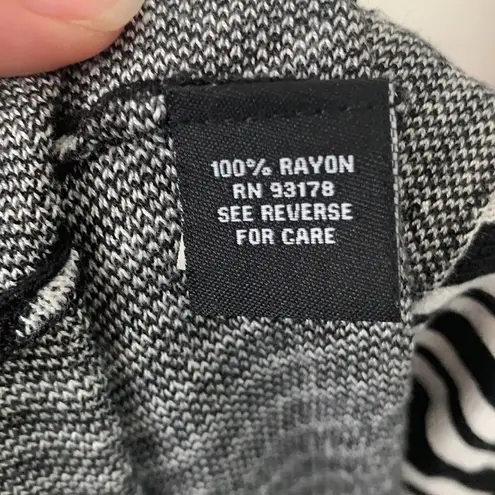 100% RAYON
RN 93178
SEE REVERSE
FOR CARE